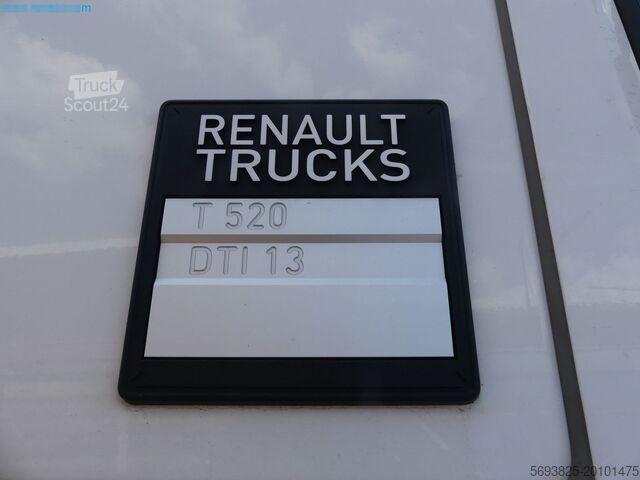 Truck
Scout24
RENAULT
TRUCKS
T 520
DTI 13
5693825-20101475